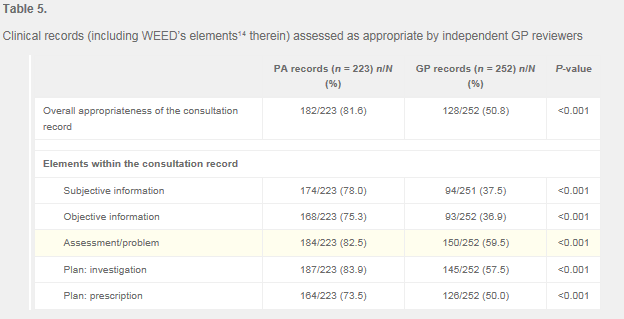 Table 5.
Clinical records (including WEED's elements¹⁴ therein) assessed as appropriate by independent GP reviewers
PA records (n = 223) n/N (%) GP records (n = 252) n/N (%) P-value
Overall appropriateness of the consultation record 182/223 (81.6) 128/252 (50.8) <0.001
Elements within the consultation record
Subjective information 174/223 (78.0) 94/251 (37.5) <0.001
Objective information 168/223 (75.3) 93/252 (36.9) <0.001
Assessment/problem 184/223 (82.5) 150/252 (59.5) <0.001
Plan: investigation 187/223 (83.9) 145/252 (57.5) <0.001
Plan: prescription 164/223 (73.5) 126/252 (50.0) <0.001